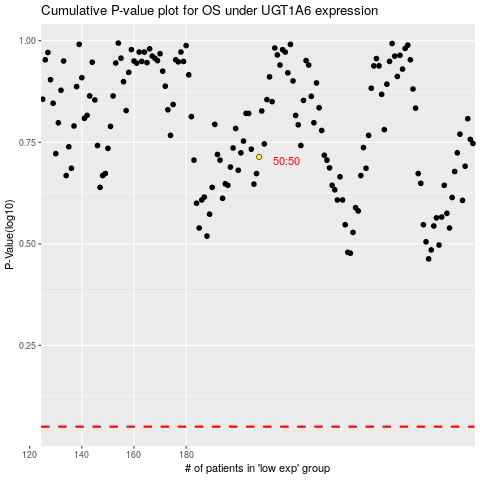 Cumulative P-value plot for OS under UGT1A6 expression
P-Value(log10)
1.00
0.75
0.50
0.25
50:50
120 140 160 180
# of patients in 'low exp' group